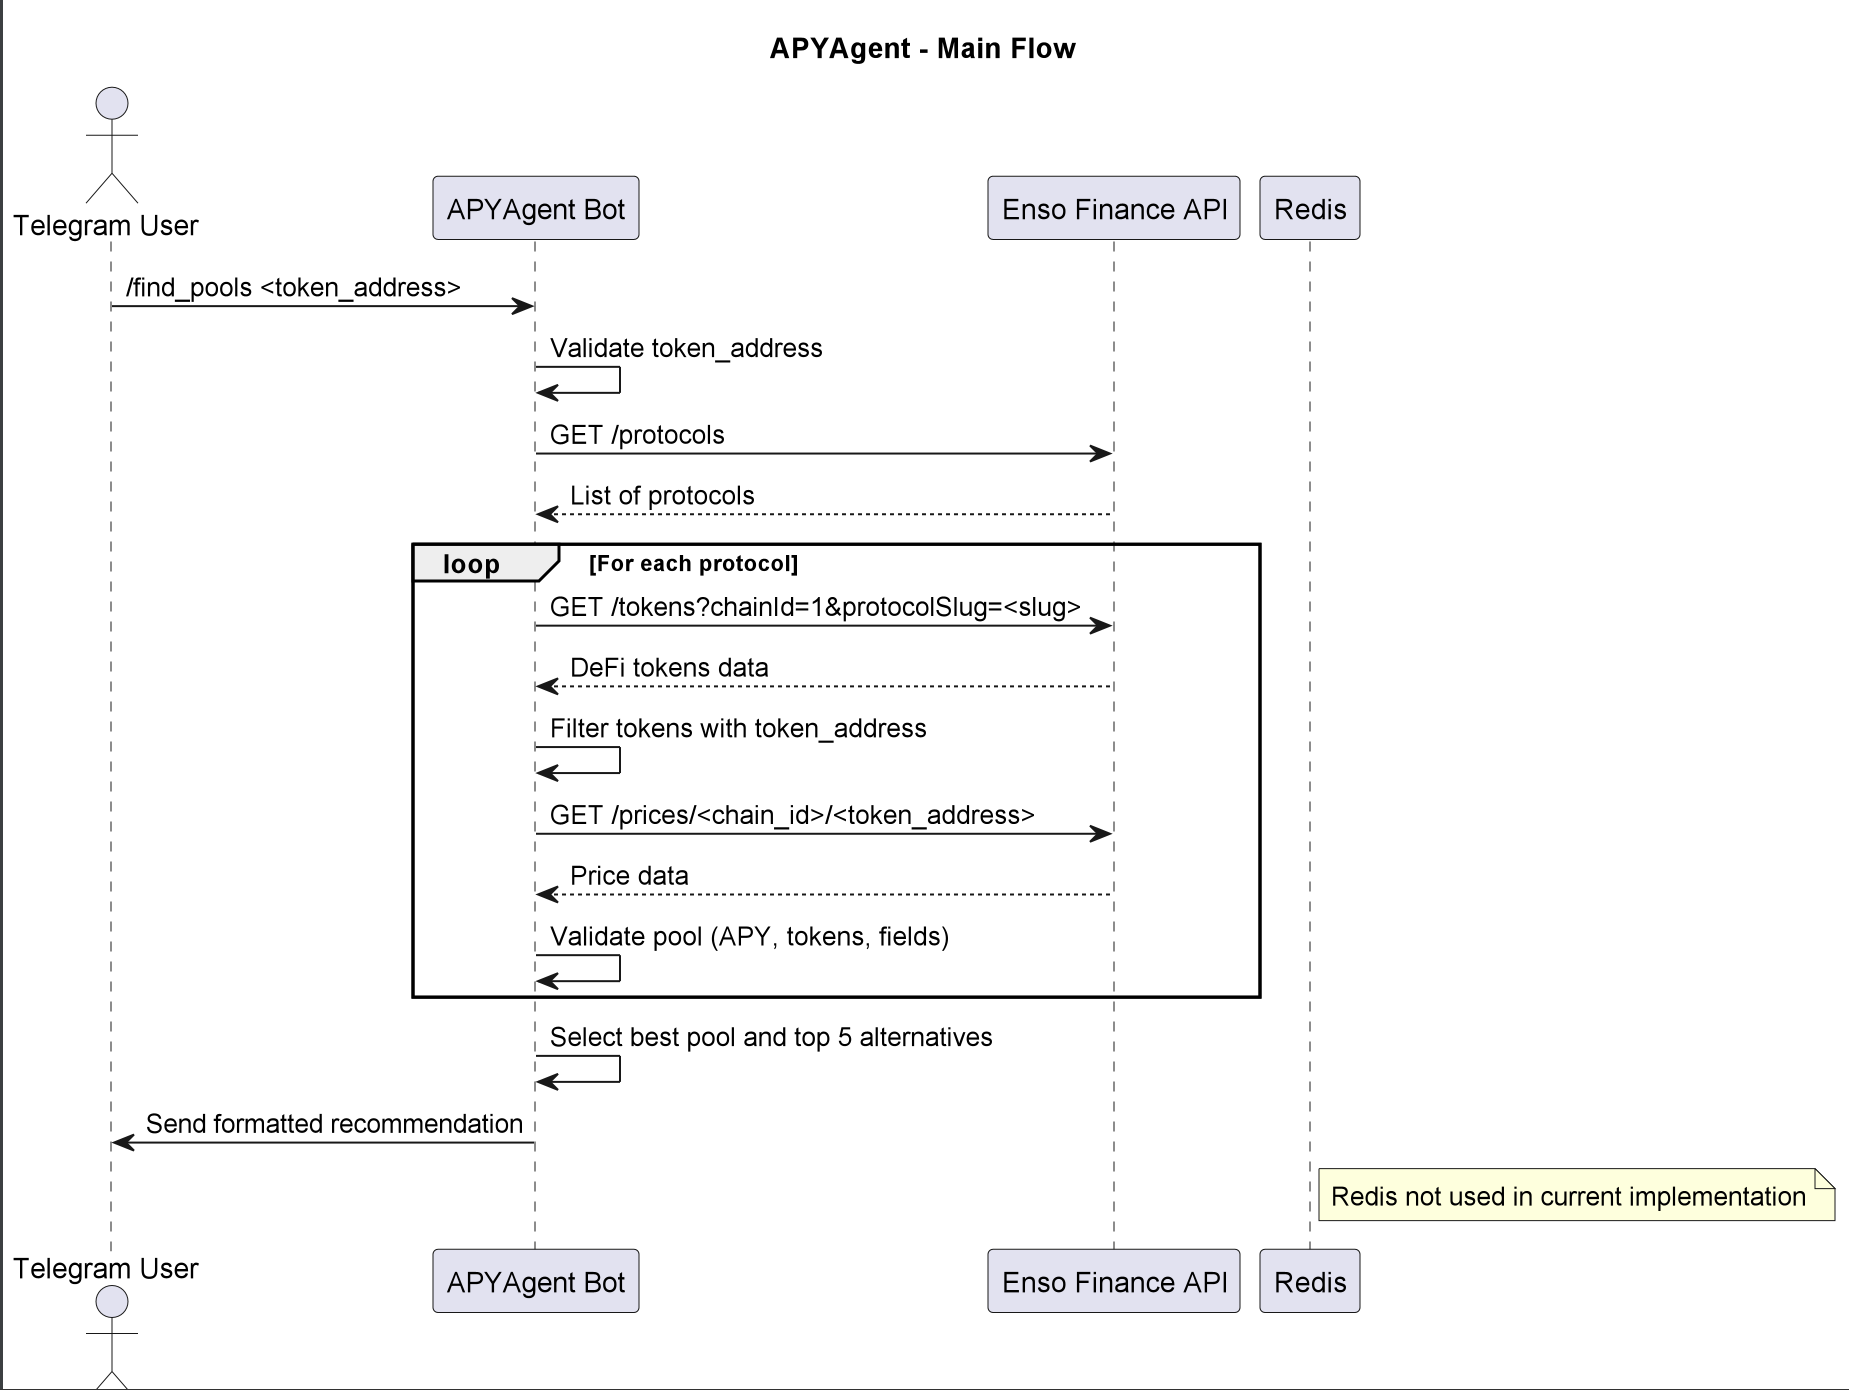 APYAgent - Main Flow
Telegram User
APYAgent Bot
Enso Finance API
Redis
/find_pools <token_address>
Validate token_address
GET /protocols
List of protocols
loop
[For each protocol]
GET /tokens?chainId=1&protocolSlug=<slug>
DeFi tokens data
Filter tokens with token_address
GET /prices/<chain_id>/<token_address>
Price data
Validate pool (APY, tokens, fields)
Select best pool and top 5 alternatives
Send formatted recommendation
Redis not used in current implementation
Telegram User
APYAgent Bot
Enso Finance API
Redis